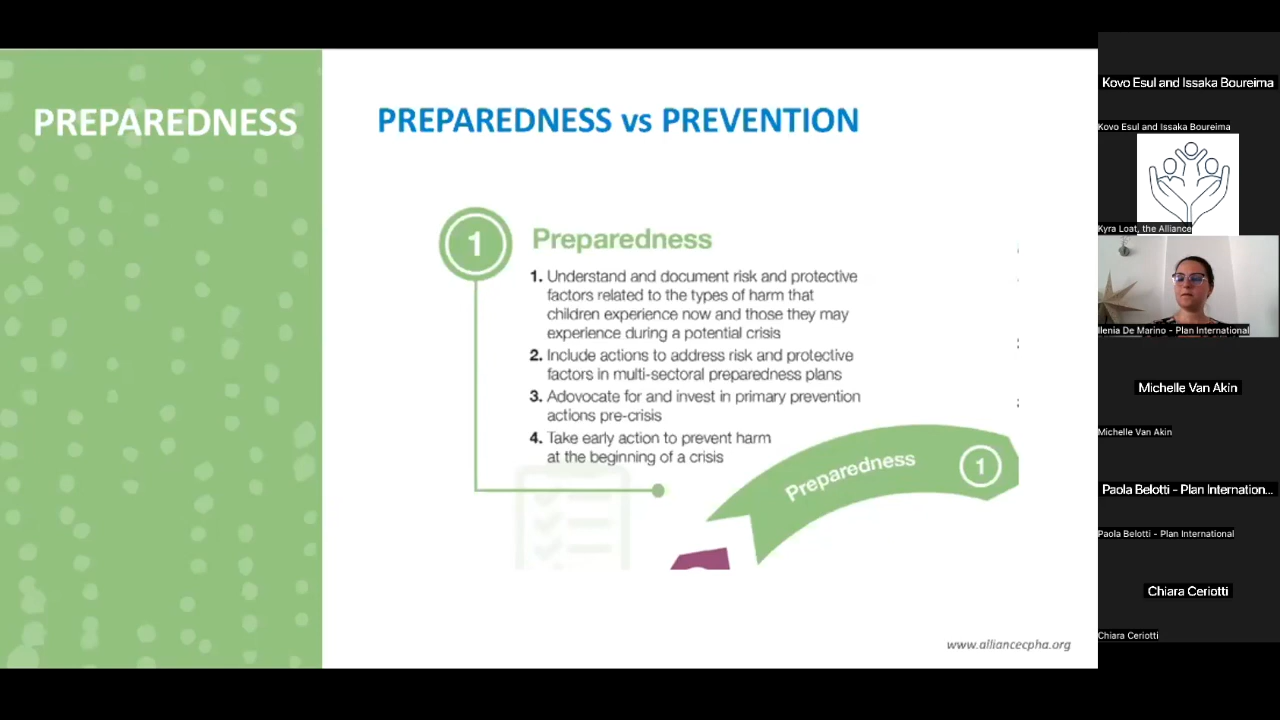 PREPAREDNESS
PREPAREDNESS vs PREVENTION
1
Preparedness
1. Understand and document risk and protective
factors related to the types of harm that
children experience now and those they may
experience during a potential crisis
2. Include actions to address risk and protective
factors in multi-sectoral preparedness plans
3. Adovocate for and invest in primary prevention
actions pre-crisis
4. Take early action to prevent harm
at the beginning of a crisis
Preparedness
1
www.alliancecpha.org
Kovo Esul and Issaka Boureima
Kovo Esul and Issaka Boureima
Kyra Loat, the Alliance
Ilenia De Marino - Plan International
Michelle Van Akin
Michelle Van Akin
Paola Belotti - Plan Internation...
Paola Belotti - Plan International
Chiara Ceriotti
Chiara Ceriotti